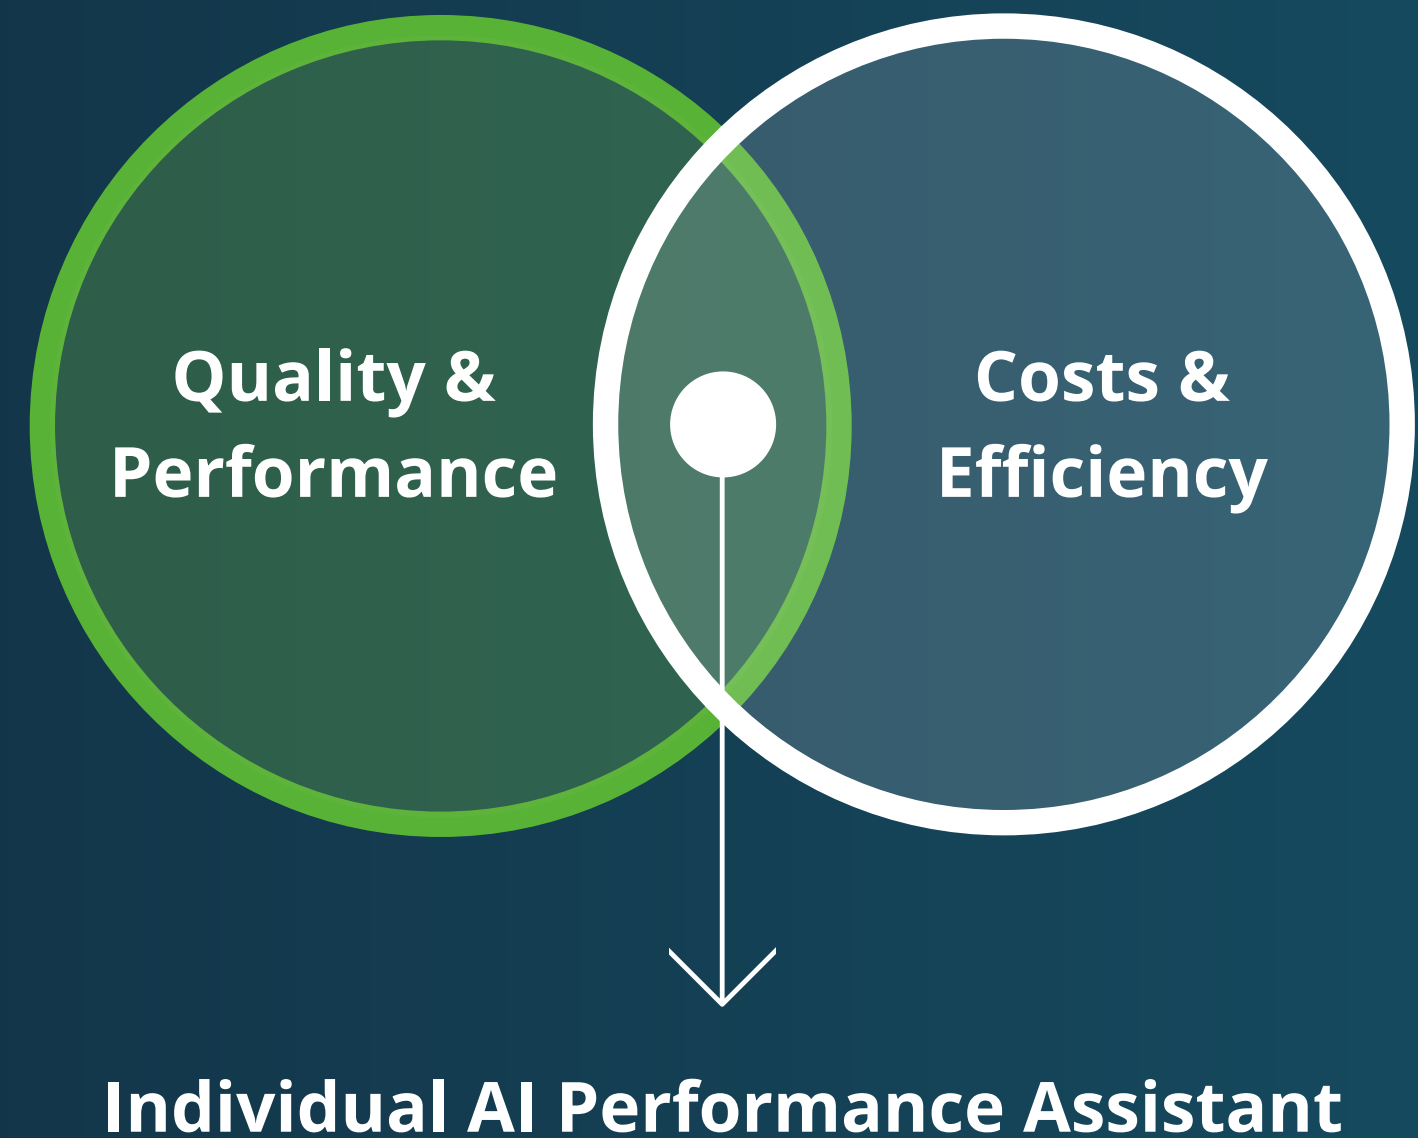 Quality &
Performance
Costs &
Efficiency
Individual AI Performance Assistant